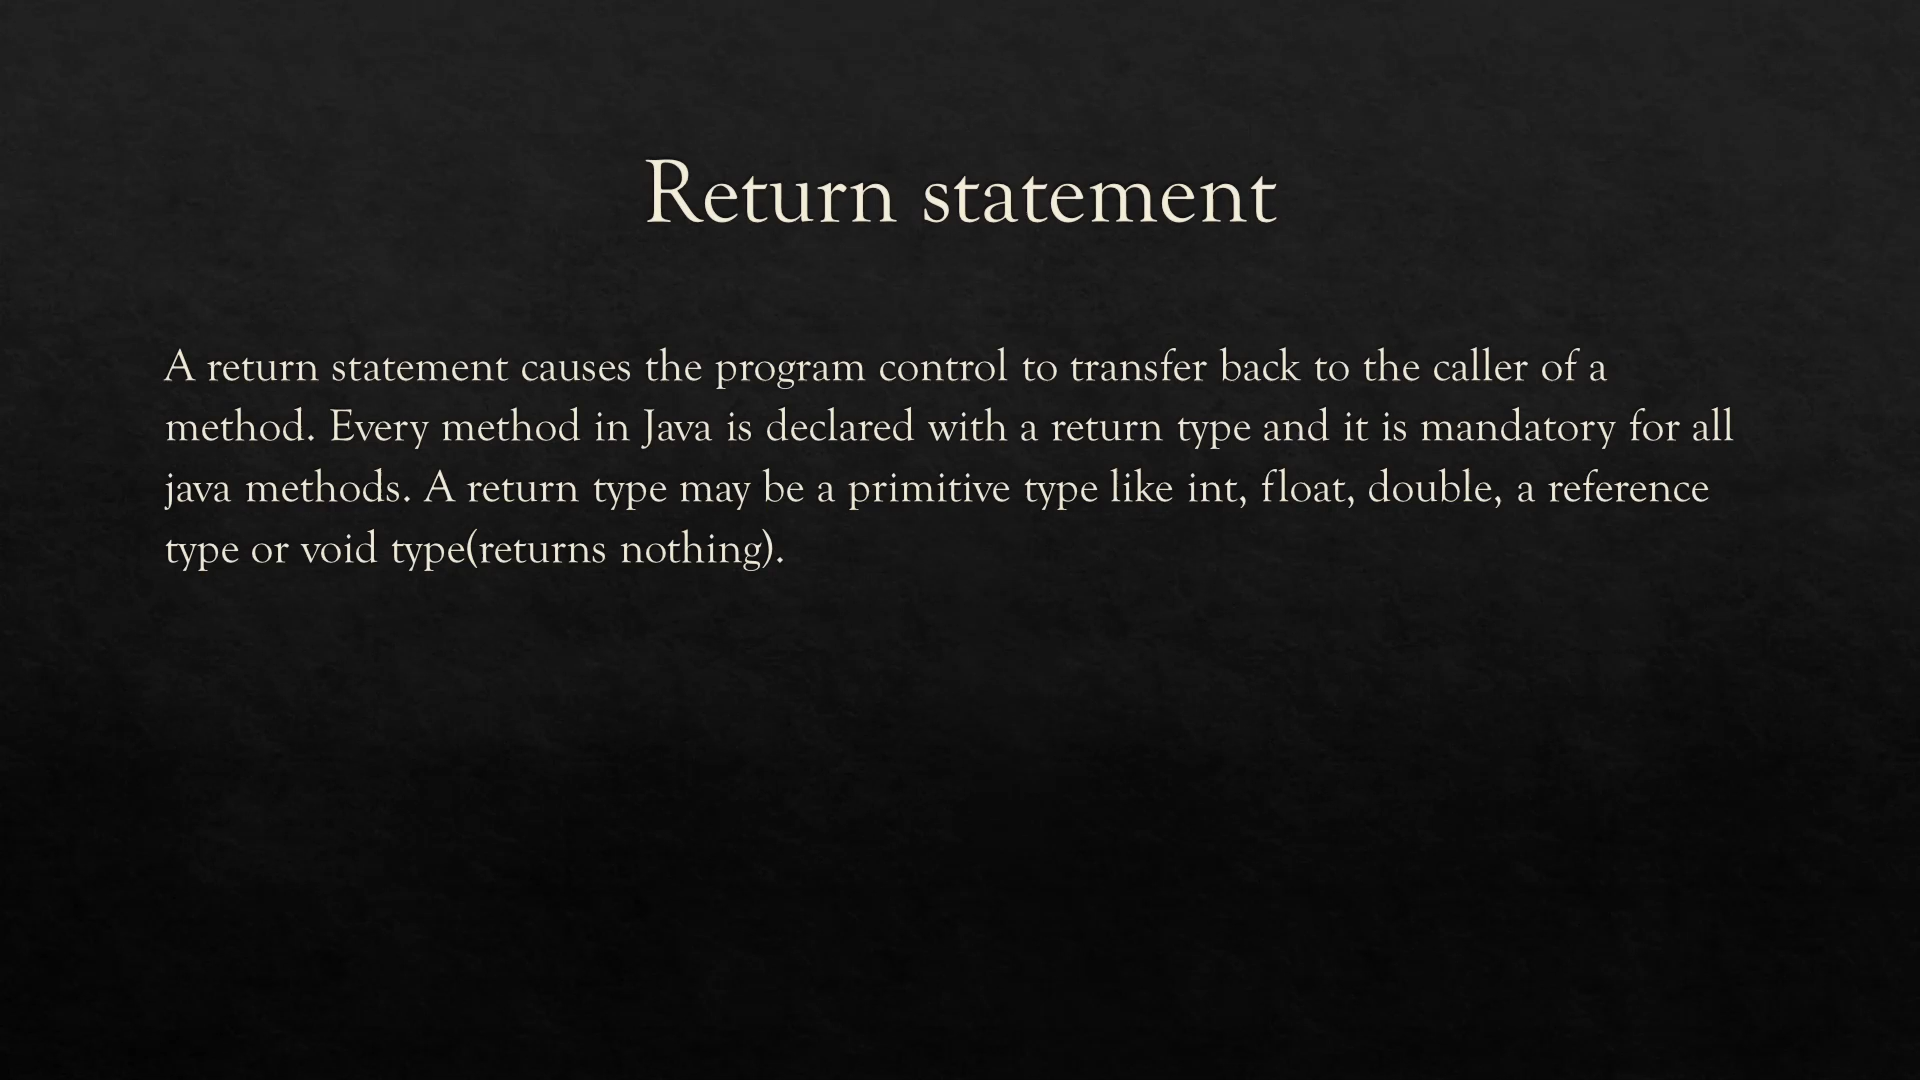 Return statement
A return statement causes the program control to transfer back to the caller of a
method. Every method in Java is declared with a return type and it is mandatory for all
java methods. A return type may be a primitive type like int, float, double, a reference
type or void type(returns nothing).